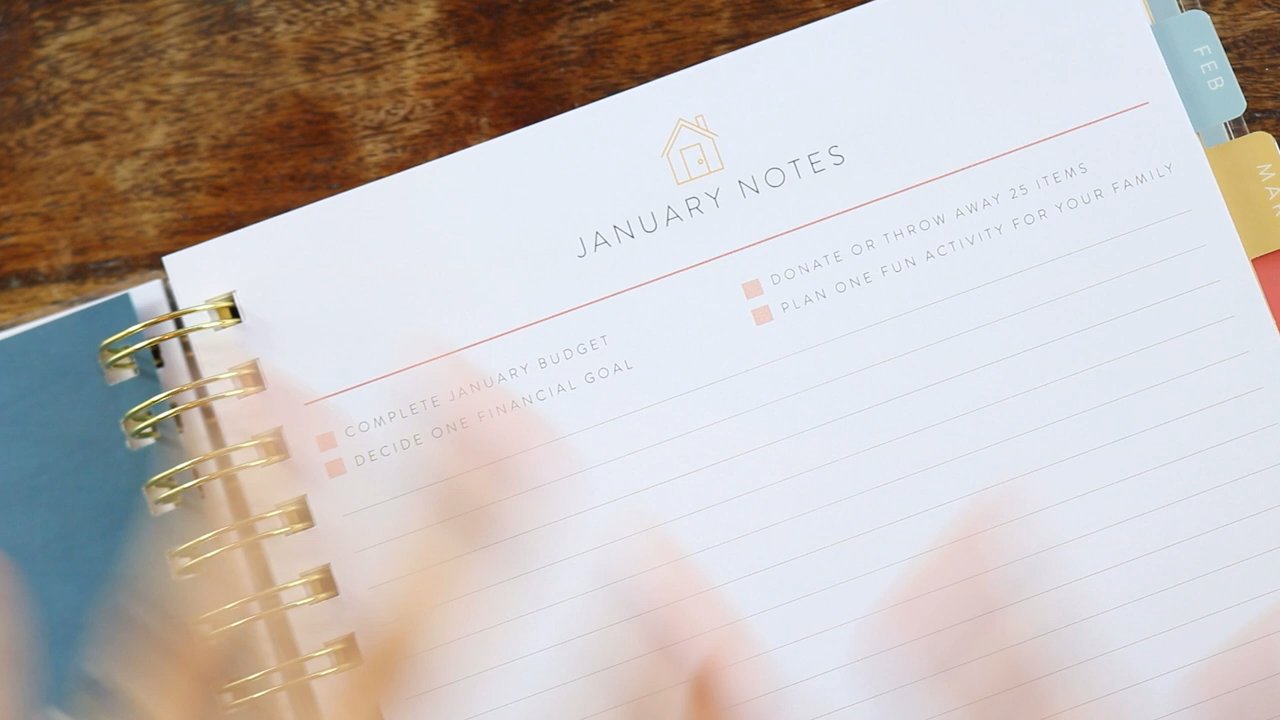 JANUARY NOTES
COMPLETE JANUARY BUDGET
DECIDE ONE FINANCIAL GOAL
DONATE OR THROW AWAY 25 ITEMS
PLAN ONE FUN ACTIVITY FOR YOUR FAMILY
FEB